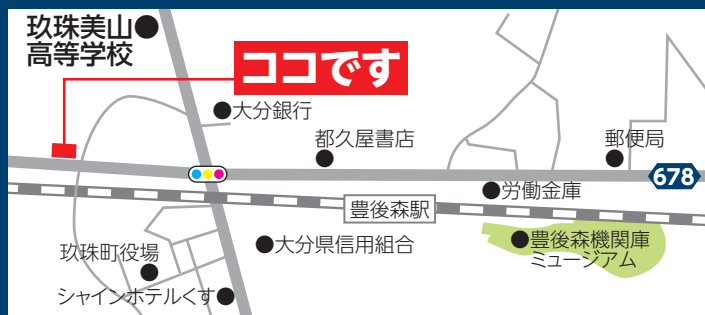 玖珠美山
高等学校
ココです
大分銀行
都久屋書店
郵便局
678
労働金庫
豊後森駅
豊後森機関庫
ミュージアム
大分県信用組合
玖珠町役場
シャインホテルくす